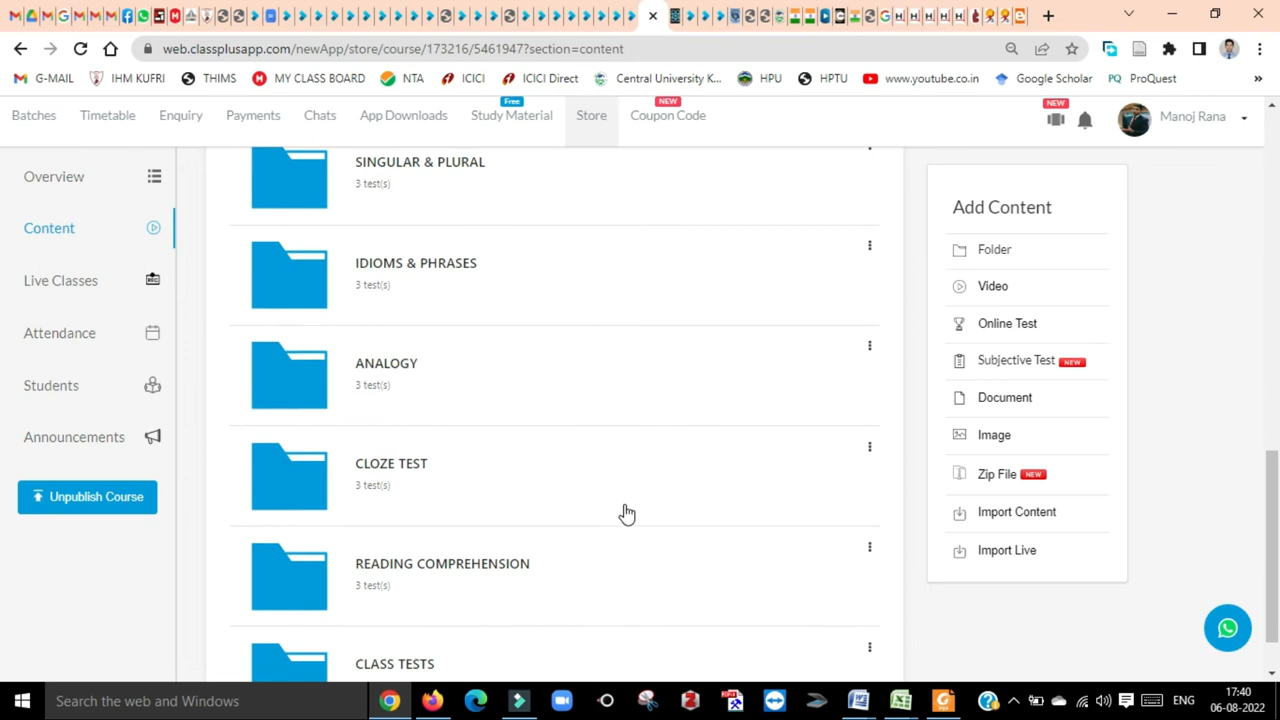 web.classplusapp.com/newApp/store/course/173216/5461947?section=content
G-MAIL IHM KUFRI THIMS MY CLASS BOARD NTA ICICI ICICI Direct Central University K... HPU HPTU www.youtube.co.in Google Scholar PQ ProQuest »
Free NEW NEW
Batches Timetable Enquiry Payments Chats App Downloads Study Material Store Coupon Code Manoj Rana
Overview
Content
Live Classes
Attendance
Students
Announcements
Unpublish Course
SINGULAR & PLURAL
3 test(s)
IDIOMS & PHRASES
3 test(s)
ANALOGY
3 test(s)
CLOZE TEST
3 test(s)
READING COMPREHENSION
3 test(s)
CLASS TESTS
Add Content
Folder
Video
Online Test
Subjective Test NEW
Document
Image
Zip File NEW
Import Content
Import Live
Search the web and Windows
ENG
17:40
06-08-2022